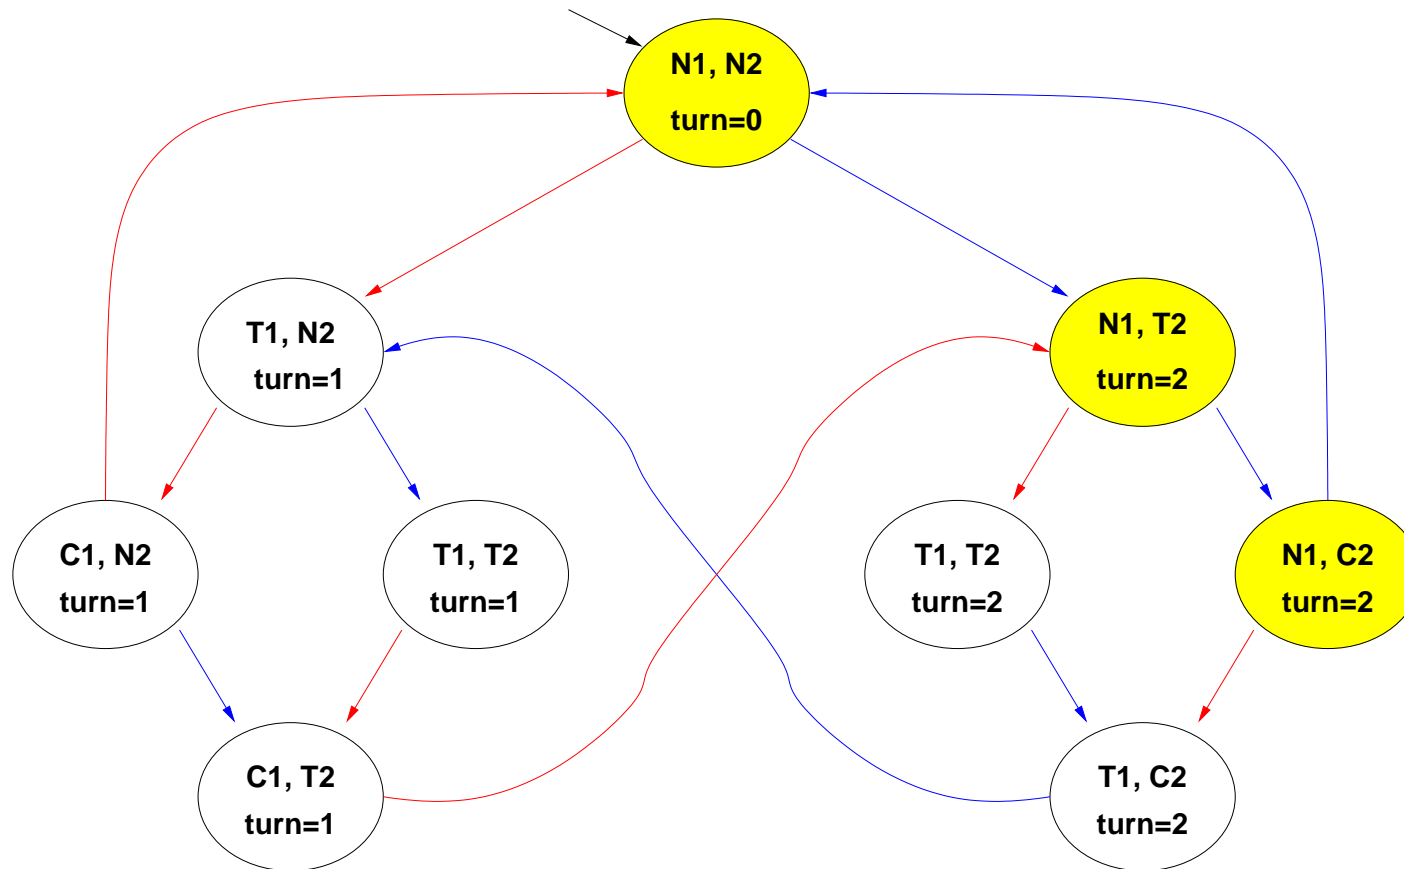 N1, N2
turn=0
T1, N2
turn=1
N1, T2
turn=2
C1, N2
turn=1
T1, T2
turn=1
T1, T2
turn=2
N1, C2
turn=2
C1, T2
turn=1
T1, C2
turn=2